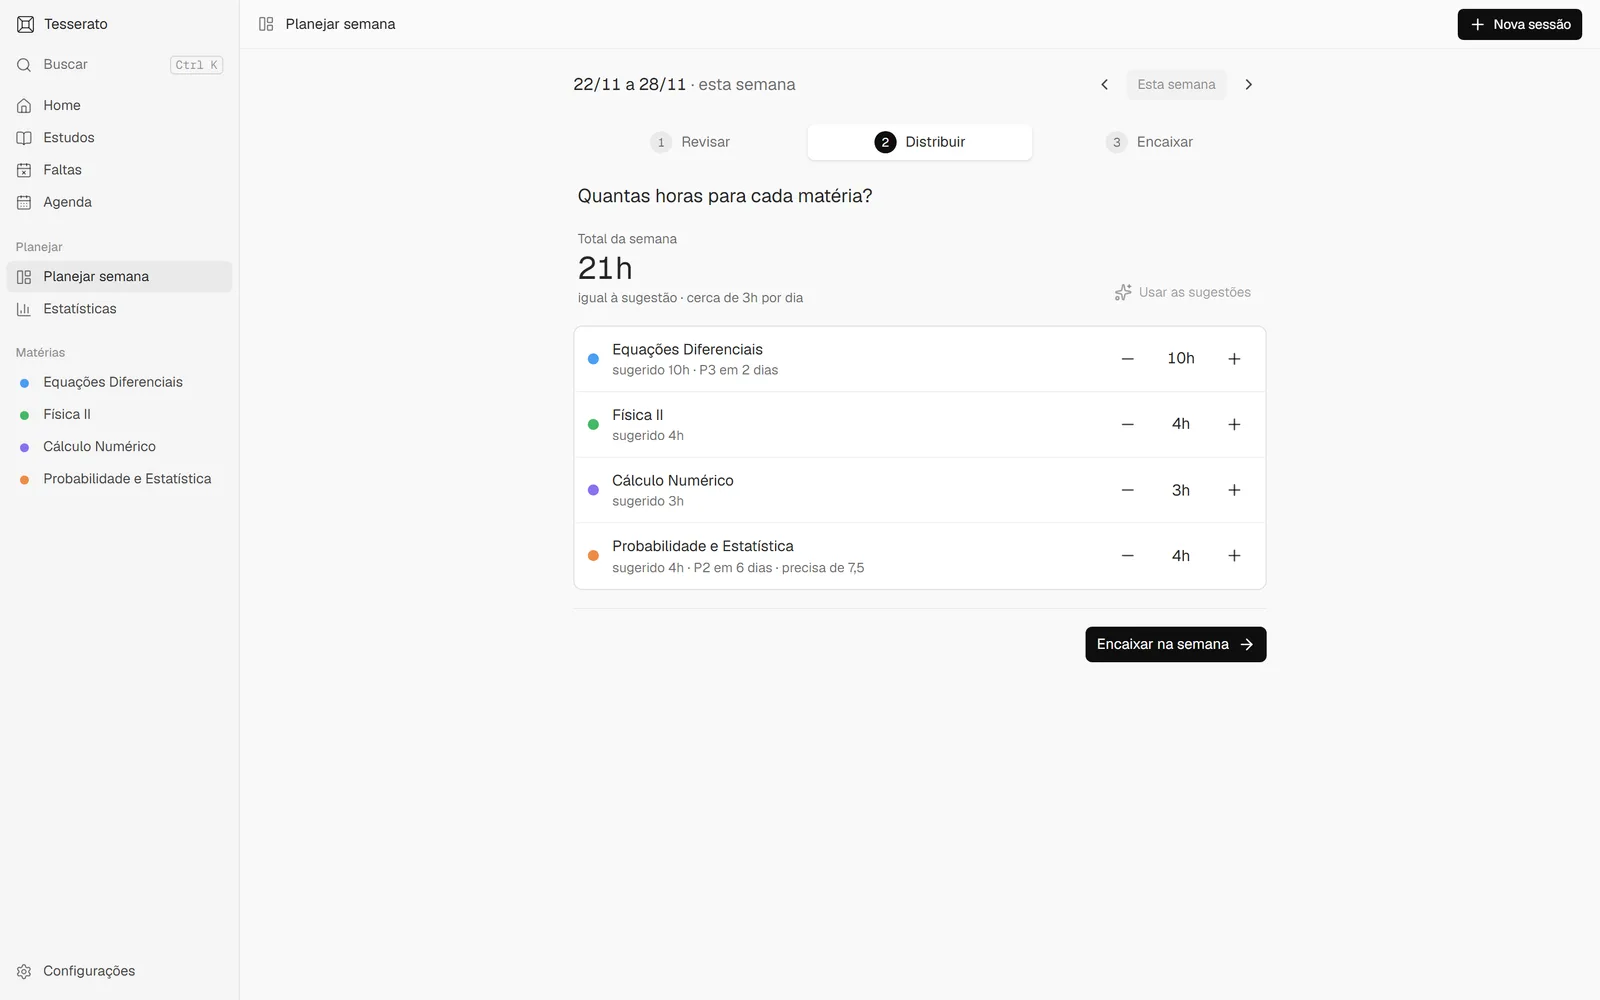 Tesserato
Buscar
Ctrl K
Home
Estudos
Faltas
Agenda
Planejar
Planejar semana
Estatísticas
Matérias
Equações Diferenciais
Física II
Cálculo Numérico
Probabilidade e Estatística
Configurações
Planejar semana
Nova sessão
22/11 a 28/11 · esta semana
Esta semana
1 Revisar
2 Distribuir
3 Encaixar
Quantas horas para cada matéria?
Total da semana
21h
igual à sugestão · cerca de 3h por dia
Usar as sugestões
Equações Diferenciais
sugerido 10h · P3 em 2 dias
10h
Física II
sugerido 4h
4h
Cálculo Numérico
sugerido 3h
3h
Probabilidade e Estatística
sugerido 4h · P2 em 6 dias · precisa de 7,5
4h
Encaixar na semana